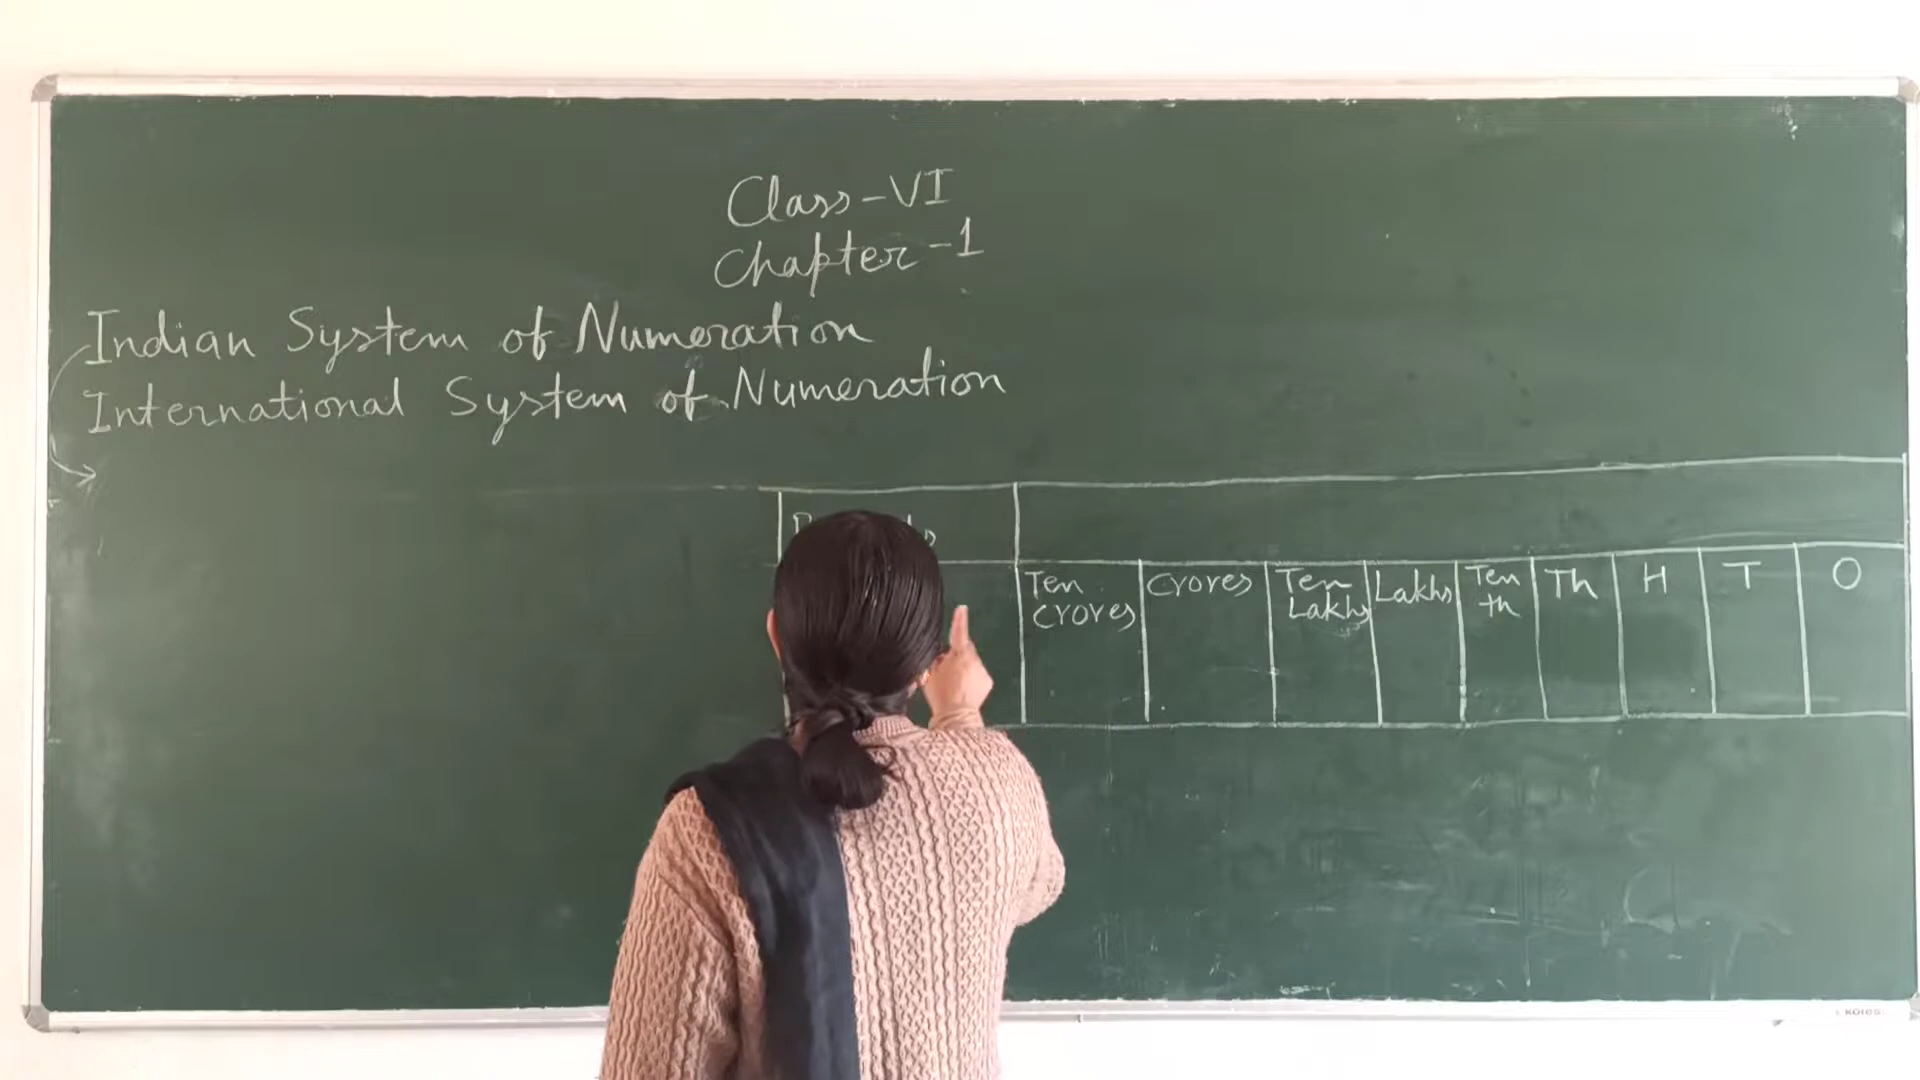 Class-VI
Chapter-1
Indian System of Numeration
International System of Numeration
Ten Crores
Crores
Ten Lakhs
Lakhs
Ten th
Th
H
T
O